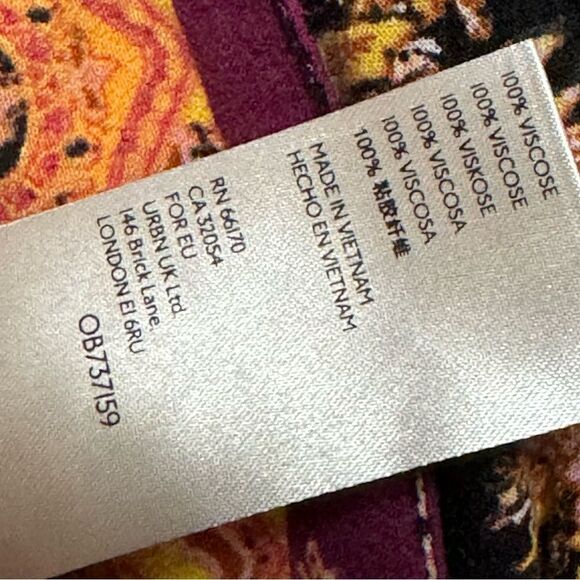 100% VISCOSE
100% VISCOSE
100% VISKOSE
100% VISCOSA
100% VISCOSA
100% 粘胶纤维
MADE IN VIETNAM
HECHO EN VIETNAM
RN 66170
CA 32054
FOR EU
URBN UK Ltd
146 Brick Lane,
LONDON E1 6RU
OB737159